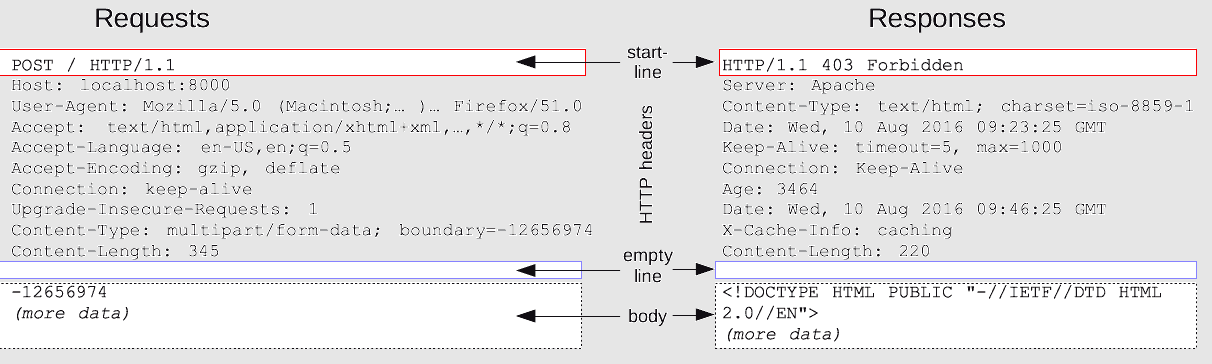 Requests
POST / HTTP/1.1
Host: localhost:8000
User-Agent: Mozilla/5.0 (Macintosh;… )… Firefox/51.0
Accept: text/html,application/xhtml+xml,…,*/*;q=0.8
Accept-Language: en-US,en;q=0.5
Accept-Encoding: gzip, deflate
Connection: keep-alive
Upgrade-Insecure-Requests: 1
Content-Type: multipart/form-data; boundary=-12656974
Content-Length: 345
-12656974
(more data)
start-
line
HTTP headers
empty
line
body
Responses
HTTP/1.1 403 Forbidden
Server: Apache
Content-Type: text/html; charset=iso-8859-1
Date: Wed, 10 Aug 2016 09:23:25 GMT
Keep-Alive: timeout=5, max=1000
Connection: Keep-Alive
Age: 3464
Date: Wed, 10 Aug 2016 09:46:25 GMT
X-Cache-Info: caching
Content-Length: 220
<!DOCTYPE HTML PUBLIC "-//IETF//DTD HTML
2.0//EN">
(more data)